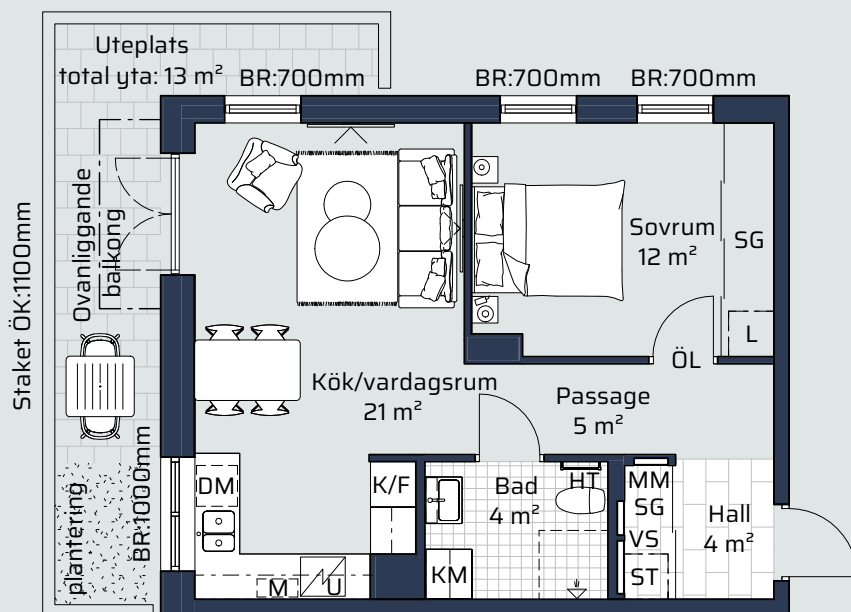 Uteplats
total yta: 13 m²
BR:700mm
BR:700mm
BR:700mm
Staket ÖK:1100mm
Ovanliggande
balkong
Sovrum
12 m²
SG
L
ÖL
Kök/vardagsrum
21 m²
Passage
5 m²
plantering
BR:1000mm
DM
K/F
M
U
Bad
4 m²
HT
KM
MM
SG
VS
ST
Hall
4 m²